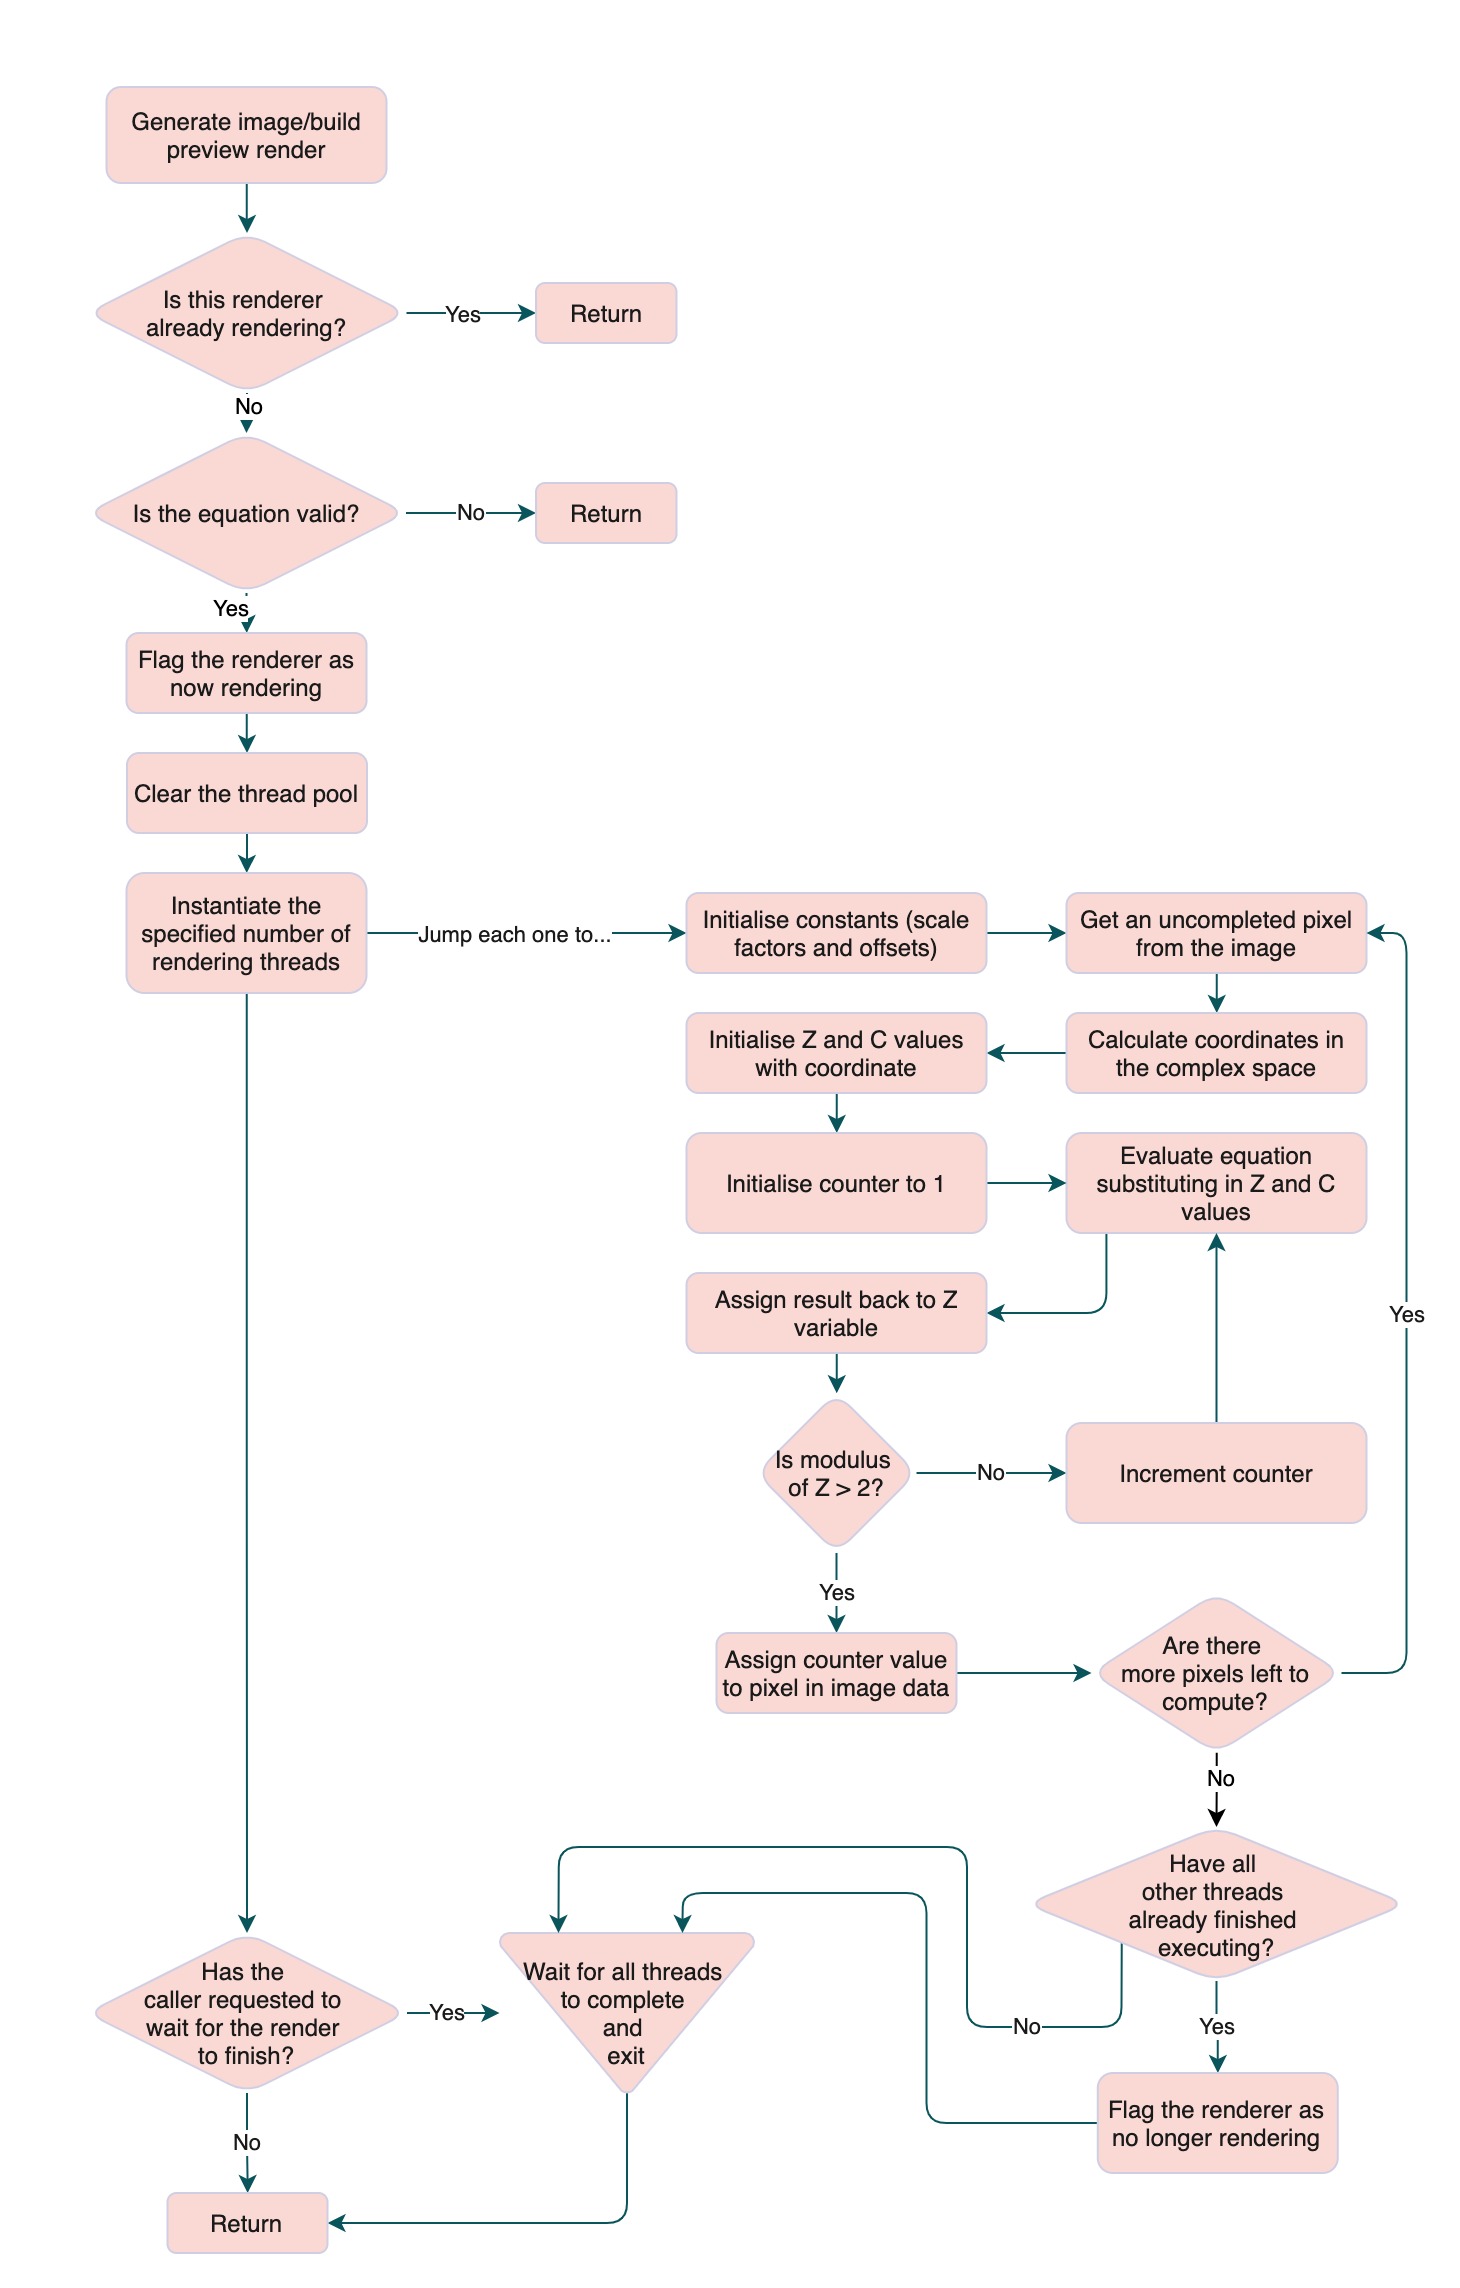 Generate image/build
preview render
Is this renderer
already rendering?
Yes
Return
No
Is the equation valid?
No
Return
Yes
Flag the renderer as
now rendering
Clear the thread pool
Instantiate the
specified number of
rendering threads
Jump each one to...
Initialise constants (scale
factors and offsets)
Get an uncompleted pixel
from the image
Calculate coordinates in
the complex space
Initialise Z and C values
with coordinate
Initialise counter to 1
Evaluate equation
substituting in Z and C
values
Assign result back to Z
variable
Is modulus
of Z > 2?
No
Increment counter
Yes
Assign counter value
to pixel in image data
Are there
more pixels left to
compute?
Yes
No
Have all
other threads
already finished
executing?
No
Yes
Flag the renderer as
no longer rendering
Has the
caller requested to
wait for the render
to finish?
Yes
Wait for all threads
to complete
and
exit
No
Return